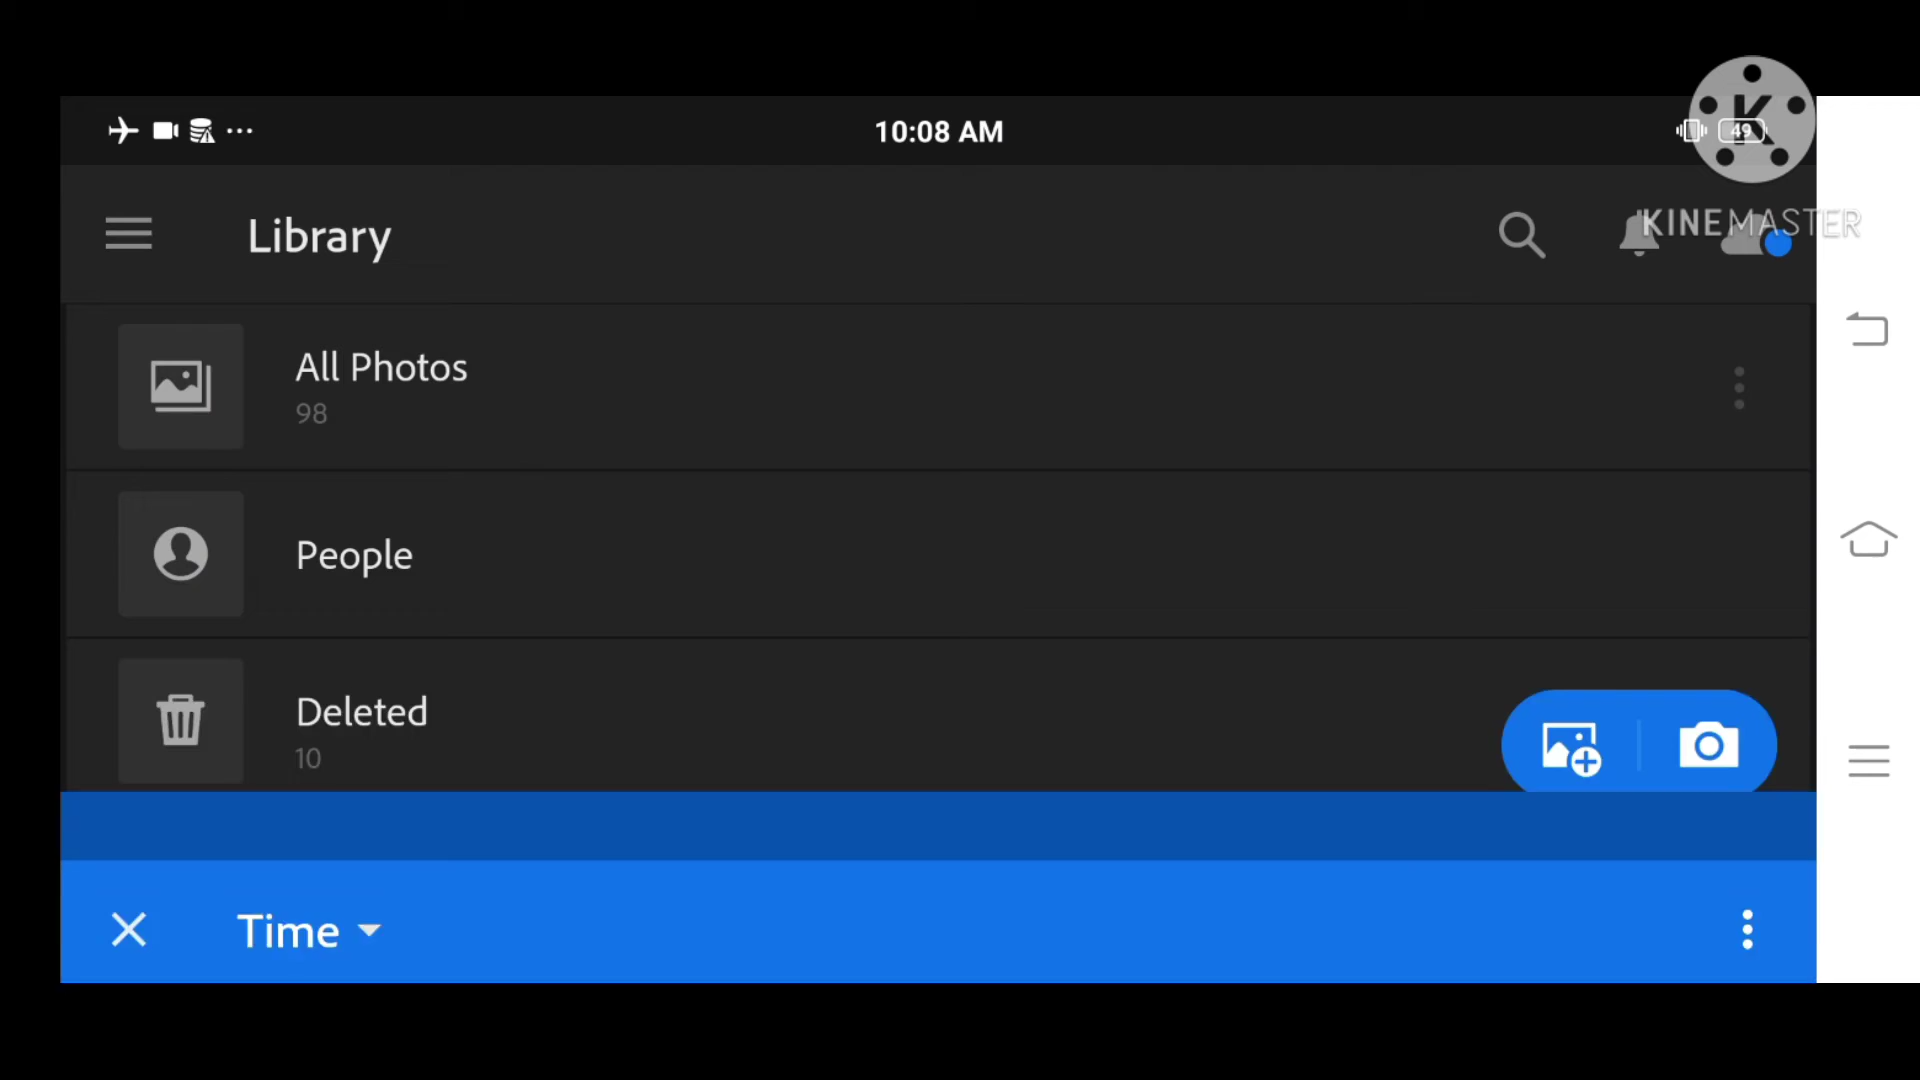 10:08 AM
49
K
KINEMASTER
Library
All Photos
98
People
Deleted
10
Time